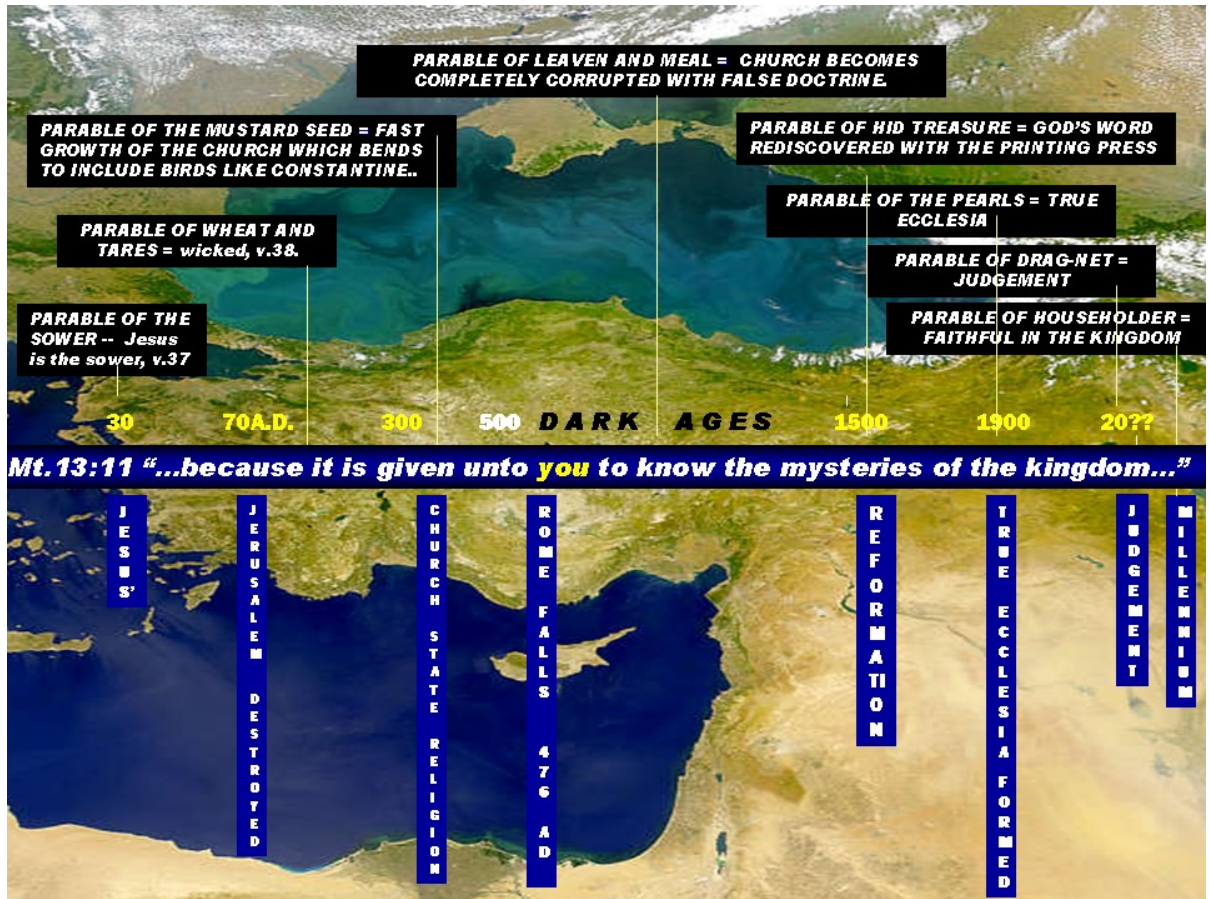 PARABLE OF LEAVEN AND MEAL = CHURCH BECOMES
COMPLETELY CORRUPTED WITH FALSE DOCTRINE.
PARABLE OF THE MUSTARD SEED = FAST
GROWTH OF THE CHURCH WHICH BENDS
TO INCLUDE BIRDS LIKE CONSTANTINE..
PARABLE OF HID TREASURE = GOD'S WORD
REDISCOVERED WITH THE PRINTING PRESS
PARABLE OF THE PEARLS = TRUE
ECCLESIA
PARABLE OF WHEAT AND
TARES = wicked, v.38.
PARABLE OF DRAG-NET =
JUDGEMENT
PARABLE OF THE
SOWER -- Jesus
is the sower, v.37
PARABLE OF HOUSEHOLDER =
FAITHFUL IN THE KINGDOM
30 70A.D. 300 500 DARK AGES 1500 1900 20??
Mt.13:11 "...because it is given unto you to know the mysteries of the kingdom..."
JESUS'
JERUSALEM DESTROYED
CHURCH STATE RELIGION
ROME FALLS 476 AD
REFORMATION
TRUE ECCLESIA FORMED
JUDGEMENT
MILLENNIUM